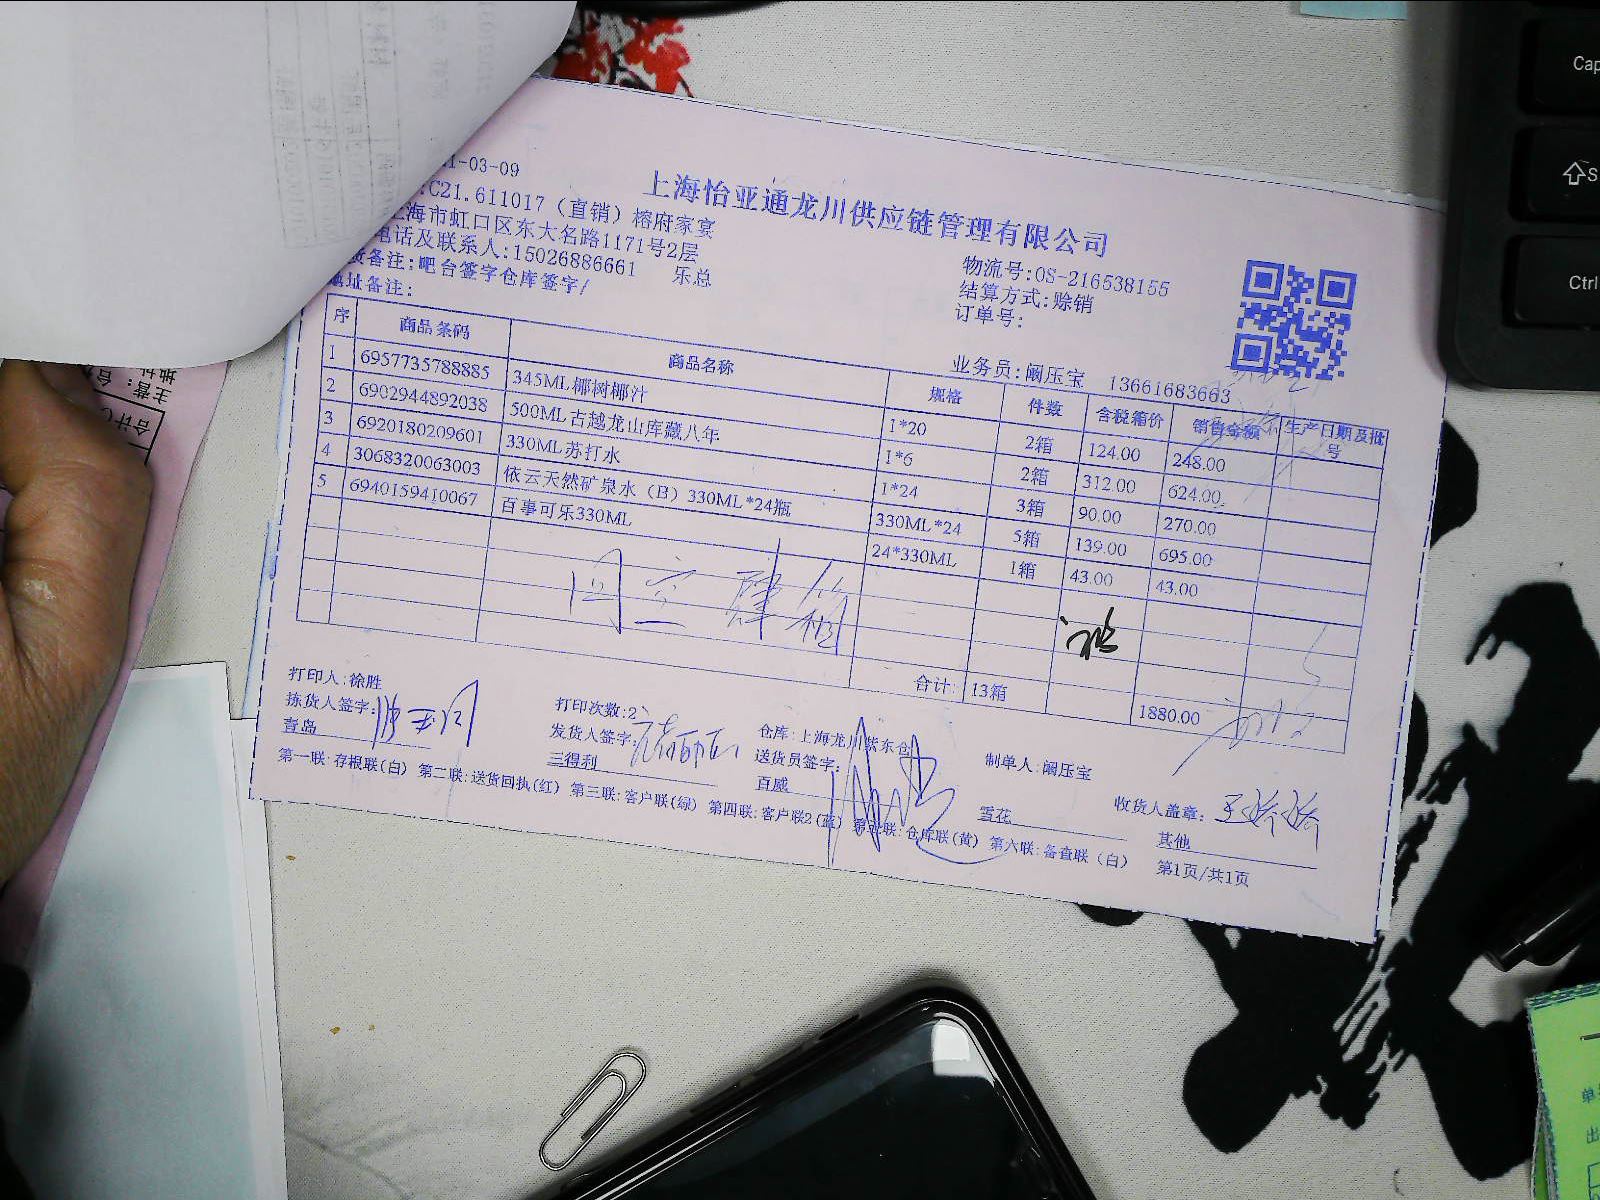 1-03-09
上海怡亚通龙川供应链管理有限公司
:C21.611017（直销）榕府家宴
上海市虹口区东大名路1171号2层
电话及联系人:15026886661 乐总
备注:吧台签字仓库签字/
地址备注:
物流号:OS-216538155
结算方式:赊销
订单号:
业务员:阚压宝 13661683663
序 商品条码 商品名称 规格 件数 含税箱价 销售金额 生产日期及批号
1 6957735788885 345ML椰树椰汁 1*20 2箱 124.00 248.00
2 6902944892038 500ML古越龙山库藏八年 1*6 2箱 312.00 624.00
3 6920180209601 330ML苏打水 1*24 3箱 90.00 270.00
4 3068320063003 依云天然矿泉水（B）330ML*24瓶 330ML*24 5箱 139.00 695.00
5 6940159410067 百事可乐330ML 24*330ML 1箱 43.00 43.00
合计: 13箱 1880.00
打印人:徐胜 打印次数:2 仓库:上海龙川紫东仓 制单人:阚压宝
拣货人签字: 发货人签字: 送货员签字: 收货人盖章:
青岛 三得利 百威 雪花 其他
第一联:存根联(白) 第二联:送货回执(红) 第三联:客户联(绿) 第四联:客户联2(蓝) 第五联:仓库联(黄) 第六联:备查联（白） 第1页/共1页
Cap
Ctrl